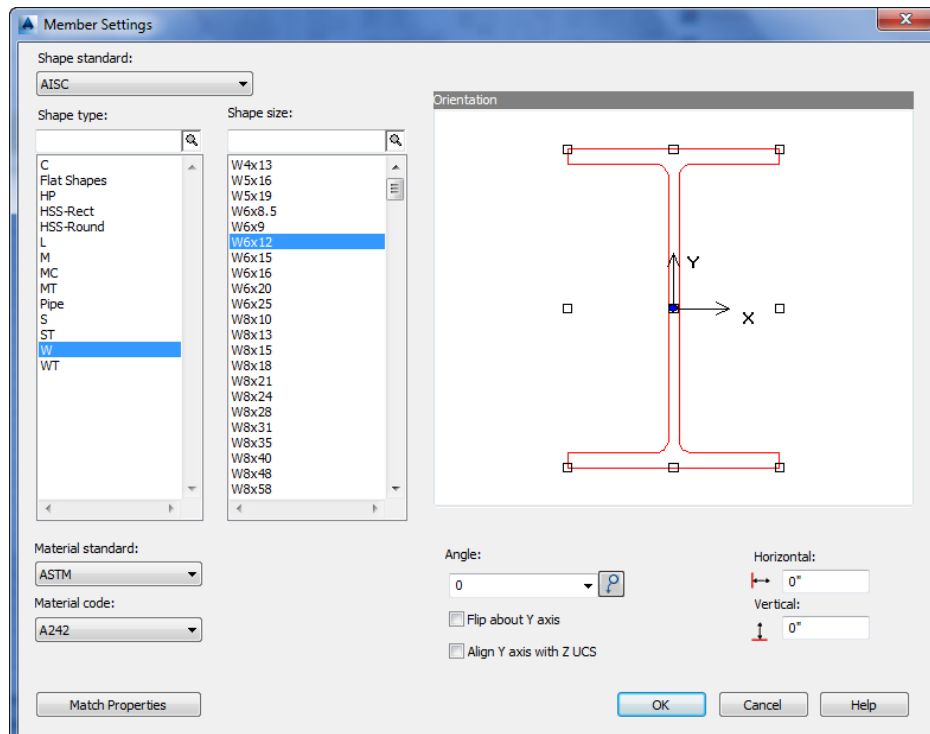 Member Settings
Shape standard:
AISC
Shape type:
C
Flat Shapes
HP
HSS-Rect
HSS-Round
L
M
MC
MT
Pipe
S
ST
W
WT
Shape size:
W4x13
W5x16
W5x19
W6x8.5
W6x9
W6x12
W6x15
W6x16
W6x20
W6x25
W8x10
W8x13
W8x15
W8x18
W8x21
W8x24
W8x28
W8x31
W8x35
W8x40
W8x48
W8x58
Orientation
Y
X
Material standard:
ASTM
Material code:
A242
Angle:
0
Flip about Y axis
Align Y axis with Z UCS
Horizontal:
0"
Vertical:
0"
Match Properties
OK
Cancel
Help